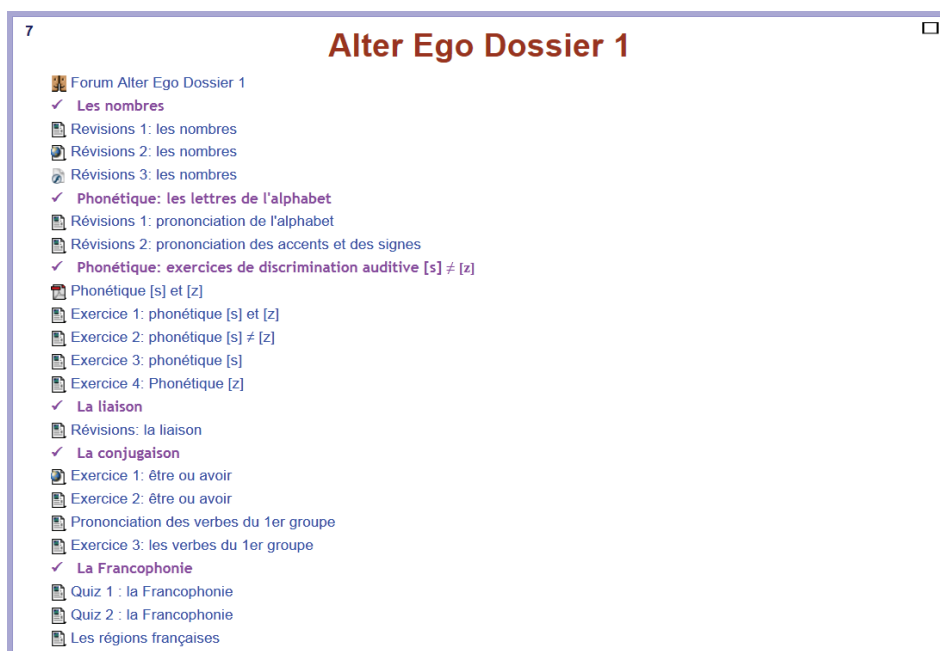 7
Alter Ego Dossier 1
Forum Alter Ego Dossier 1
✓ Les nombres
Revisions 1: les nombres
Révisions 2: les nombres
Révisions 3: les nombres
✓ Phonétique: les lettres de l'alphabet
Révisions 1: prononciation de l'alphabet
Révisions 2: prononciation des accents et des signes
✓ Phonétique: exercices de discrimination auditive [s] ≠ [z]
Phonétique [s] et [z]
Exercice 1: phonétique [s] et [z]
Exercice 2: phonétique [s] ≠ [z]
Exercice 3: phonétique [s]
Exercice 4: Phonétique [z]
✓ La liaison
Révisions: la liaison
✓ La conjugaison
Exercice 1: être ou avoir
Exercice 2: être ou avoir
Prononciation des verbes du 1er groupe
Exercice 3: les verbes du 1er groupe
✓ La Francophonie
Quiz 1 : la Francophonie
Quiz 2 : la Francophonie
Les régions françaises